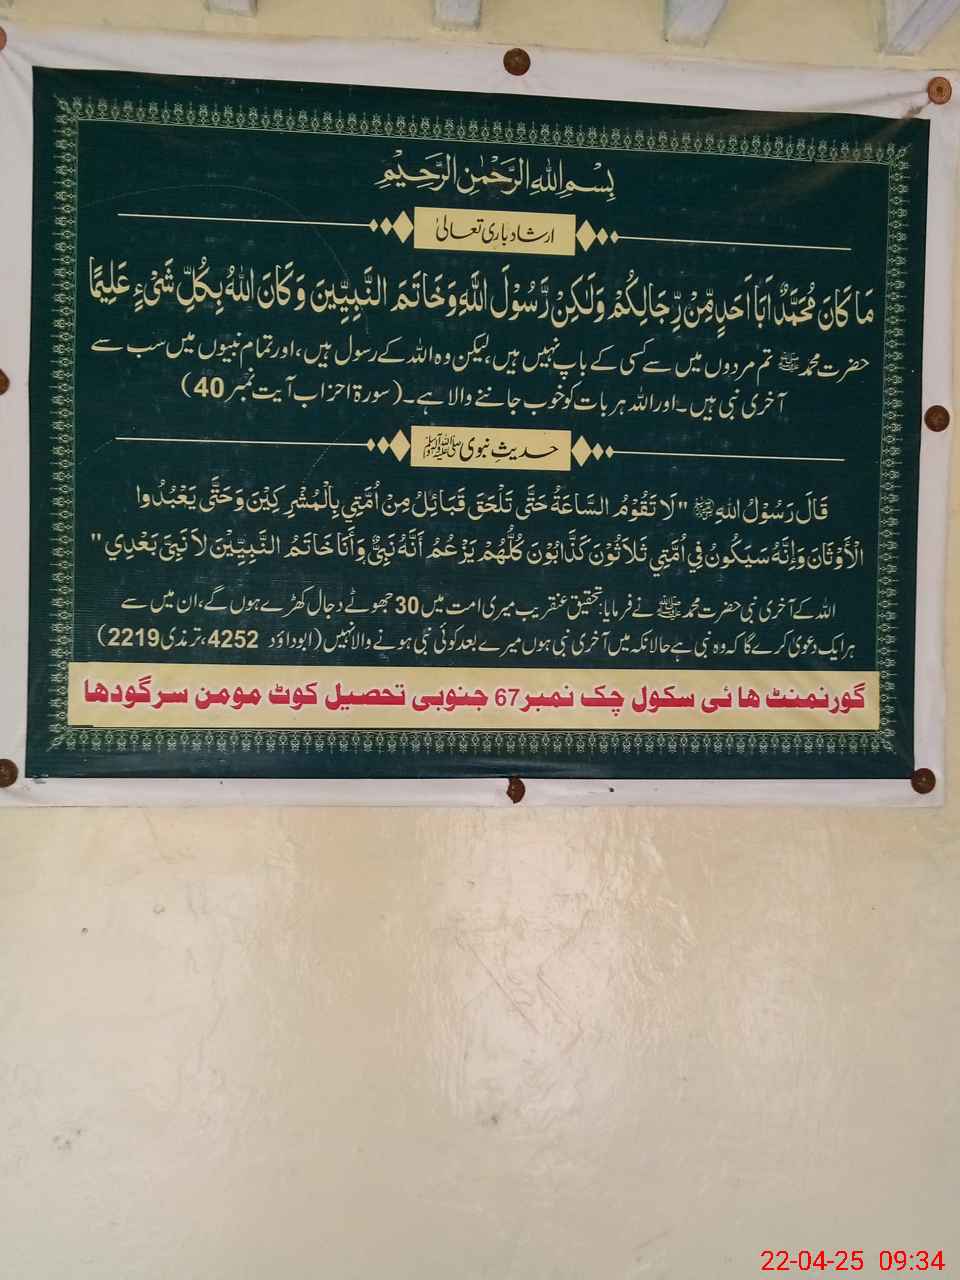 بِسْمِ اللهِ الرَّحْمٰنِ الرَّحِيْمِ
ارشاد باری تعالیٰ
مَا كَانَ مُحَمَّدٌ اَبَا اَحَدٍ مِّنْ رِّجَالِكُمْ وَلٰكِنْ رَّسُوْلَ اللّٰهِ وَخَاتَمَ النَّبِيِّينَ وَكَانَ اللّٰهُ بِكُلِّ شَيْءٍ عَلِيمًا
حضرت محمد ﷺ تم مردوں میں سے کسی کے باپ نہیں ہیں، لیکن وہ اللہ کے رسول ہیں، اور تمام نبیوں میں سب سے
آخری نبی ہیں۔ اور اللہ ہر بات کو خوب جاننے والا ہے۔ (سورۃ احزاب آیت نمبر 40)
حدیثِ نبوی ﷺ
قَالَ رَسُوْلُ اللهِ ﷺ "لَا تَقُوْمُ السَّاعَةُ حَتَّى تَلْحَقَ قَبَائِلُ مِنْ اُمَّتِي بِالْمُشْرِكِيْنَ وَحَتَّى يَعْبُدُوا
الْأَوْثَانَ وَإِنَّهُ سَيَكُونُ فِي اُمَّتِي ثَلَاثُوْنَ كَذَّابُوْنَ كُلُّهُمْ يَزْعُمُ اَنَّهُ نَبِيٌّ وَأَنَا خَاتَمُ النَّبِيِّيْنَ لَا نَبِيَّ بَعْدِي"
اللہ کے آخری نبی حضرت محمد ﷺ نے فرمایا: تحقیق عنقریب میری امت میں 30 جھوٹے دجال کھڑے ہوں گے، ان میں سے
ہر ایک دعویٰ کرے گا کہ وہ نبی ہے حالانکہ میں آخری نبی ہوں میرے بعد کوئی نبی ہونے والا نہیں (ابوداؤد 4252، ترمذی 2219)
گورنمنٹ ھائی سکول چک نمبر 67 جنوبی تحصیل کوٹ مومن سرگودھا
22-04-25 09:34